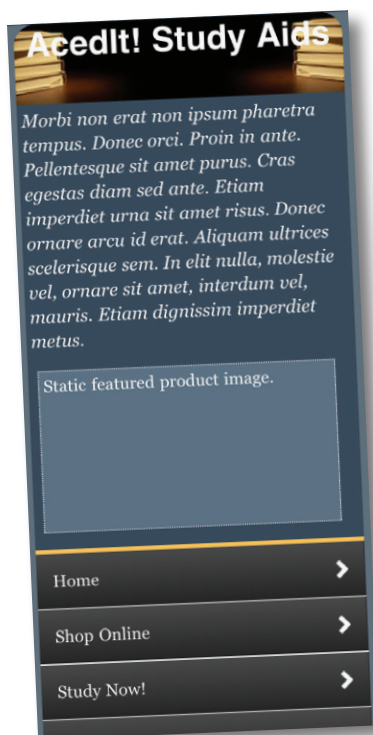 AcedIt! Study Aids
Morbi non erat non ipsum pharetra
tempus. Donec orci. Proin in ante.
Pellentesque sit amet purus. Cras
egestas diam sed ante. Etiam
imperdiet urna sit amet risus. Donec
ornare arcu id erat. Aliquam ultrices
scelerisque sem. In elit nulla, molestie
vel, ornare sit amet, interdum vel,
mauris. Etiam dignissim imperdiet
metus.
Static featured product image.
Home
Shop Online
Study Now!